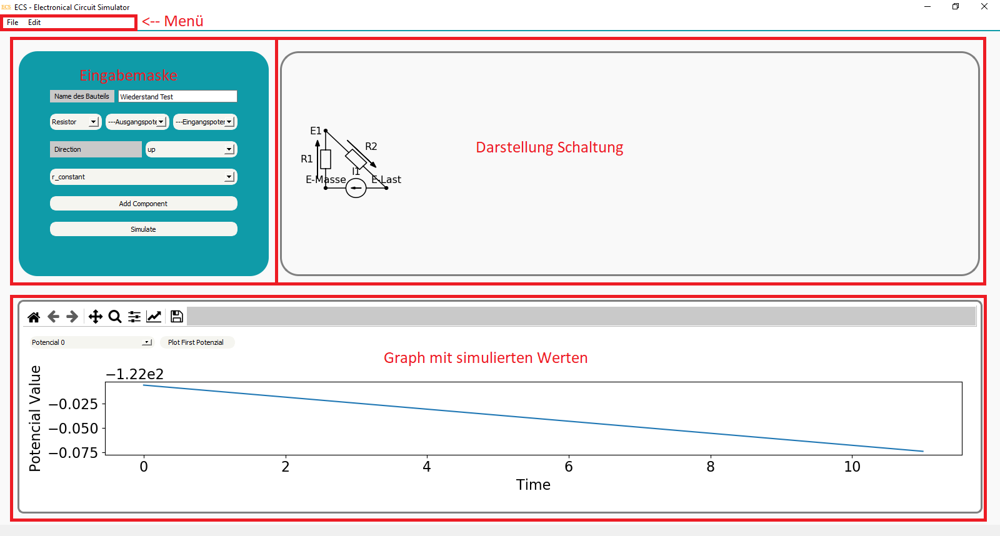 ECS ECS - Electronical Circuit Simulator
File Edit <-- Menü
Eingabemaske
Name des Bauteils Wiederstand Test
Resistor ---Ausgangspote ---Eingangspoter
Direction up
r_constant
Add Component
Simulate
E1
R2
R1
I1
E-Masse E-Last
Darstellung Schaltung
Potencial 0 Plot First Potenzial
Graph mit simulierten Werten
−1.22e2
Potencial Value
−0.025
−0.050
−0.075
0 2 4 6 8 10
Time